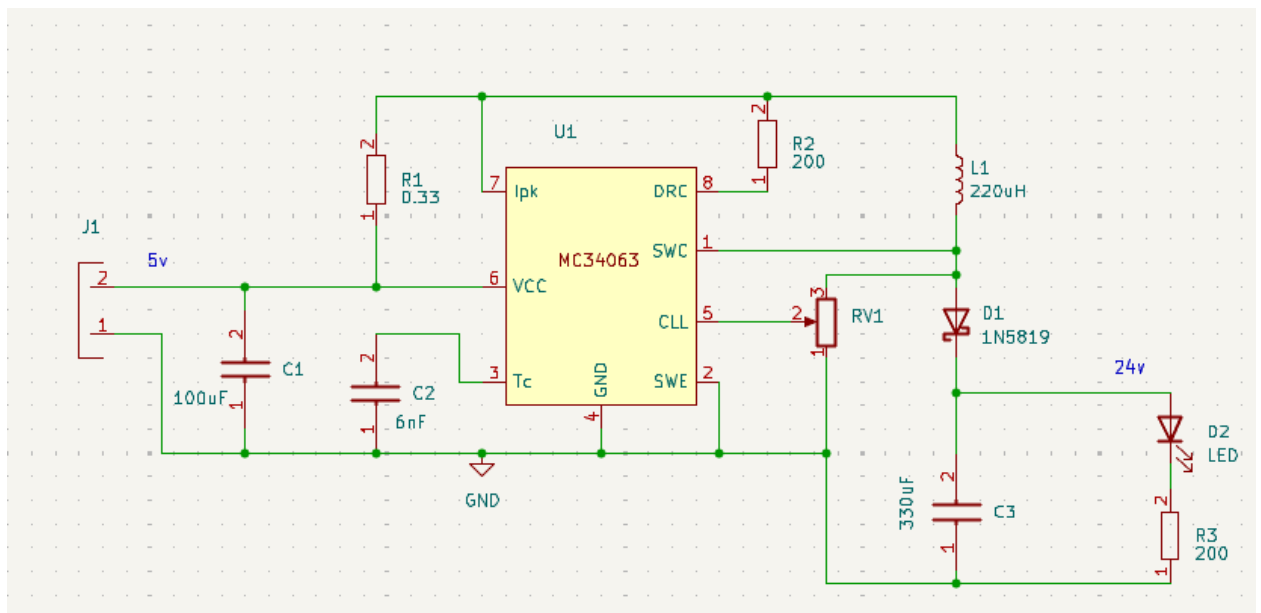 U1
2
R2
200
1
2
R1
0.33
1
7
Ipk
DRC
8
L1
220uH
J1
5v
2
1
MC34063
SWC
1
6
VCC
3
2
RV1
1
CLL
5
D1
1N5819
2
C1
100uF
1
2
C2
6nF
1
3
Tc
GND
4
SWE
2
24v
D2
LED
GND
2
330uF
C3
1
2
R3
200
1